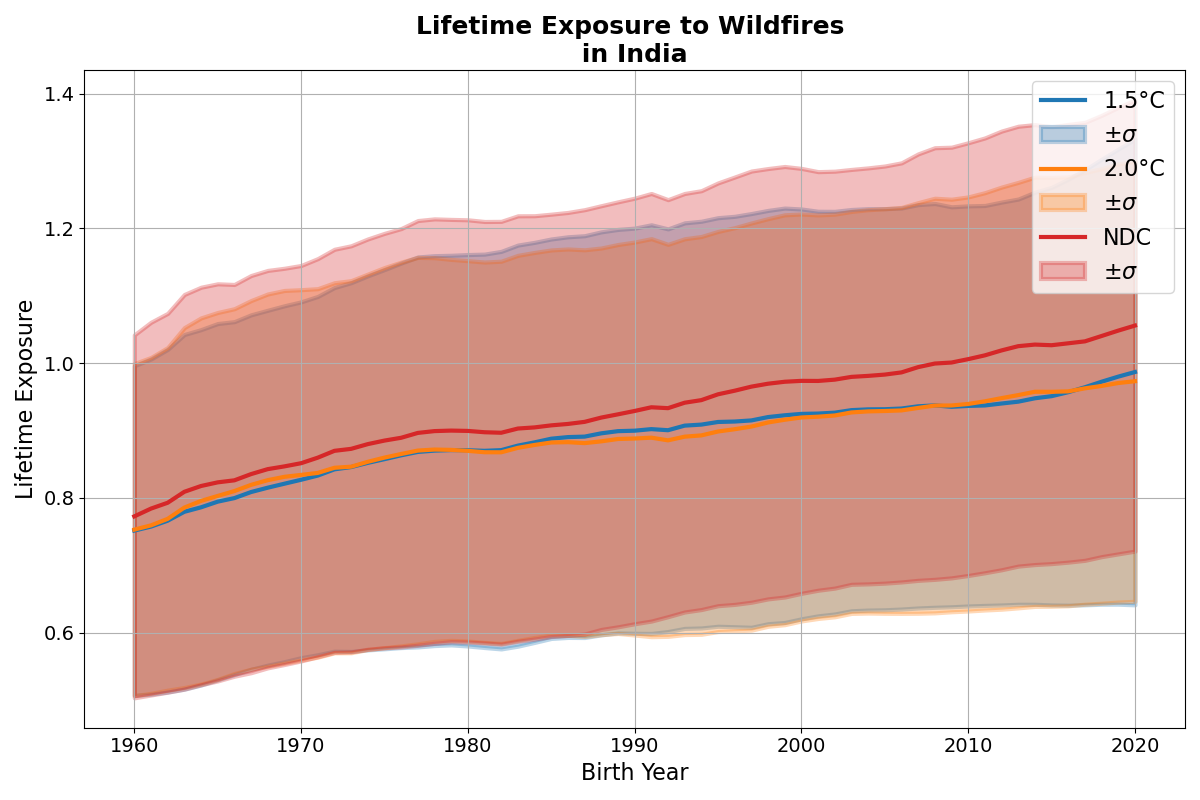 Lifetime Exposure to Wildfires
in India
Lifetime Exposure
1.4
1.2
1.0
0.8
0.6
1960
1970
1980
1990
2000
2010
2020
Birth Year
1.5°C
±σ
2.0°C
±σ
NDC
±σ